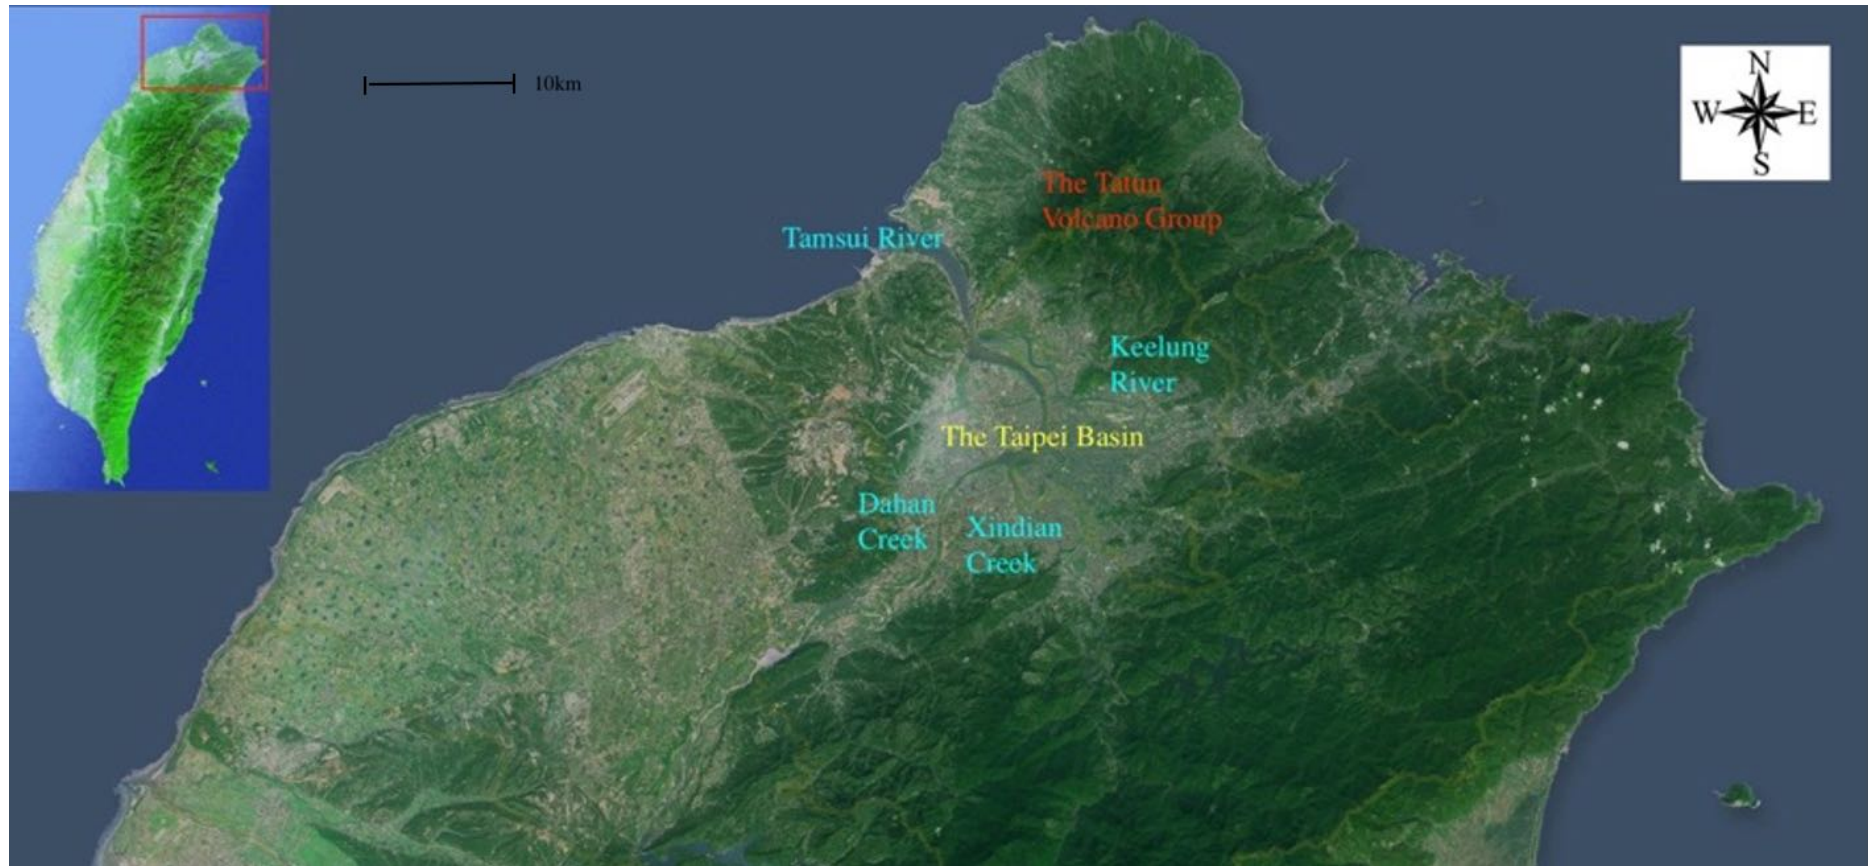 10km
N
W E
S
The Tatun
Volcano Group
Tamsui River
Keelung
River
The Taipei Basin
Dahan
Creek
Xindian
Creek